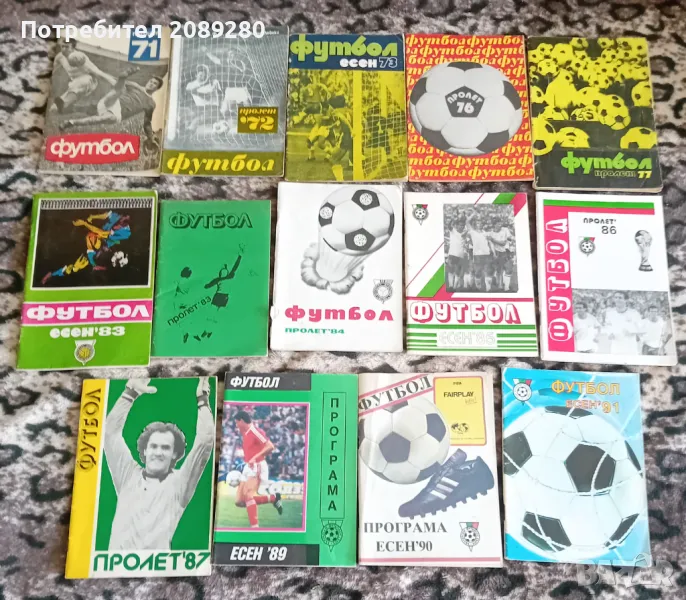 Потребител 2089280
71
футбол
пролет
'72
футбол
футбол
есен 73
футболфутбол
ПРОЛЕТ
76
футбол
пролет 77
ФУТБОЛ
есен'83
ФУТБОЛ
пролет'83
футбол
ПРОЛЕТ'84
ФУТБОЛ
ЕСЕН'85
ФУТБОЛ
ПРОЛЕТ'
86
ФУТБОЛ
ПРОЛЕТ'87
ФУТБОЛ
ПРОГРАМА
ЕСЕН '89
ФУТБОЛ
FAIRPLAY
ПРОГРАМА
ЕСЕН'90
ФУТБОЛ
ЕСЕН'91